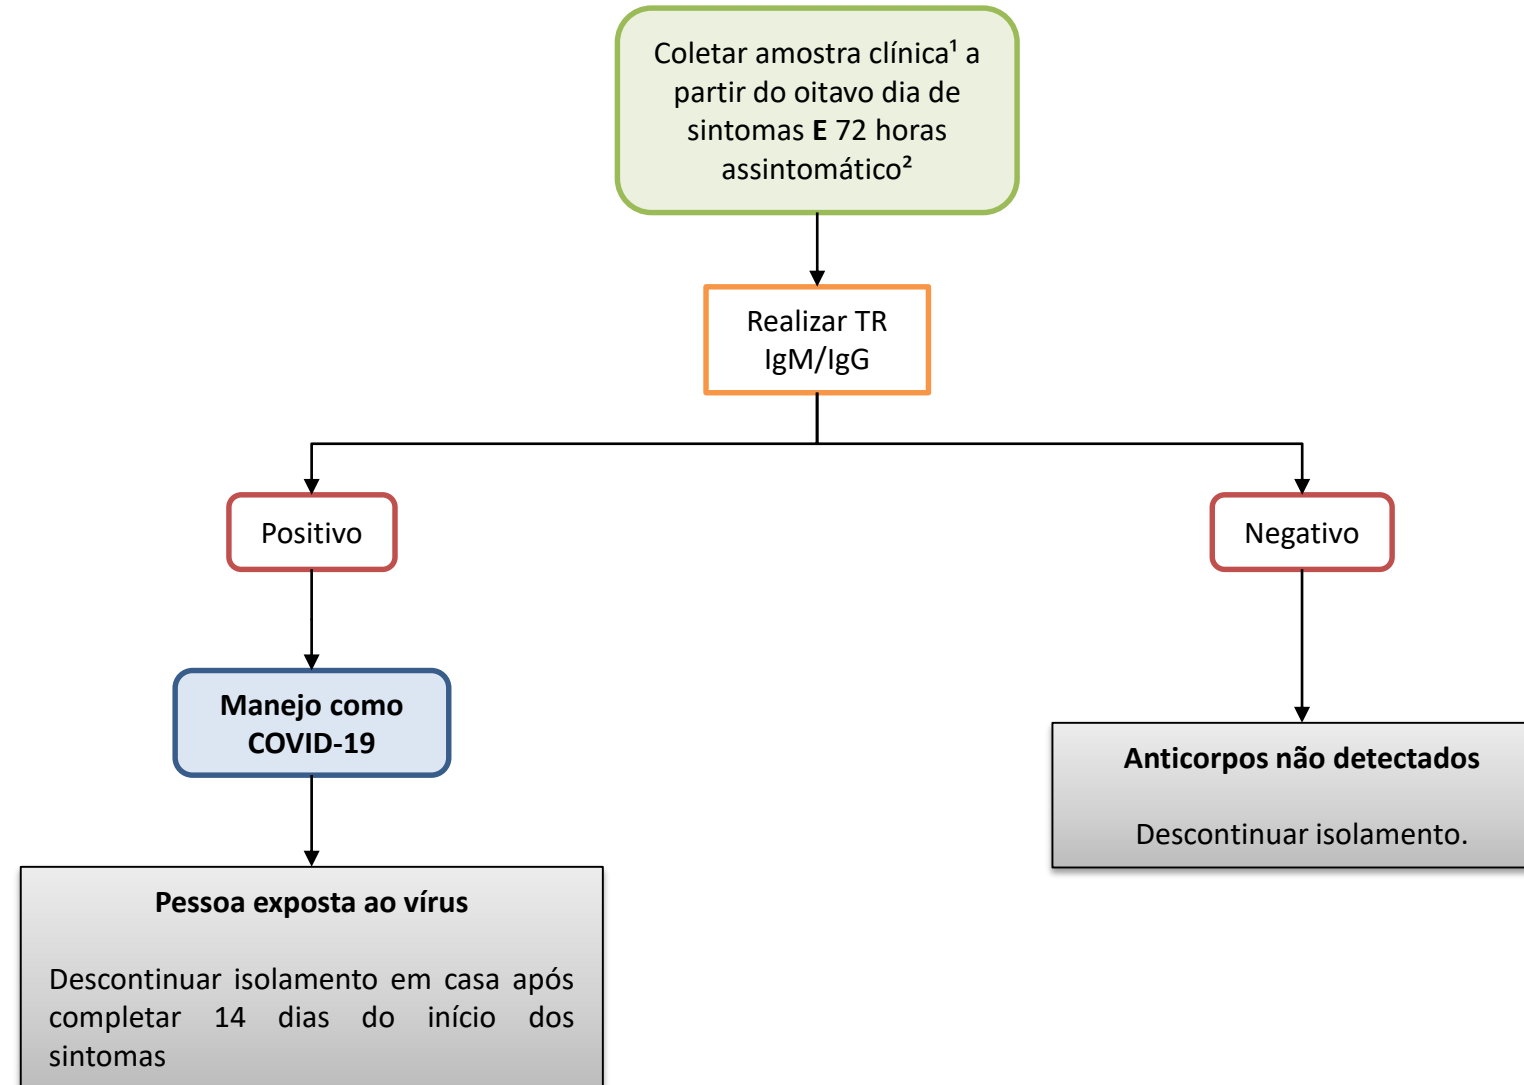 Coletar amostra clínica¹ a
partir do oitavo dia de
sintomas E 72 horas
assintomático²
Realizar TR
IgM/IgG
Positivo
Negativo
Manejo como
COVID-19
Anticorpos não detectados
Descontinuar isolamento.
Pessoa exposta ao vírus
Descontinuar isolamento em casa após
completar 14 dias do início dos
sintomas